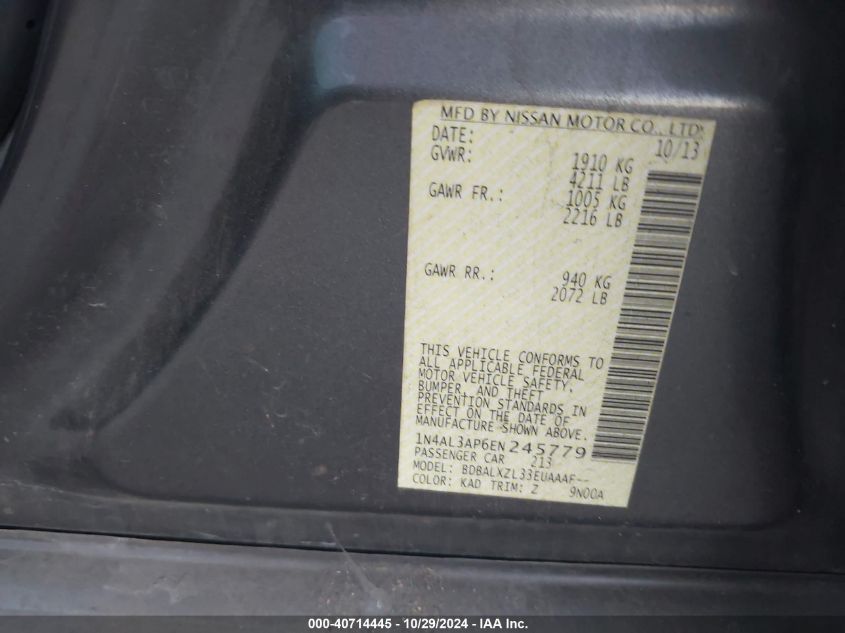 MFD BY NISSAN MOTOR CO., LTD.
DATE: 10/13
GVWR: 1910 KG
4211 LB
GAWR FR.: 1005 KG
2216 LB
GAWR RR.: 940 KG
2072 LB
THIS VEHICLE CONFORMS TO
ALL APPLICABLE FEDERAL
MOTOR VEHICLE SAFETY,
BUMPER, AND THEFT
PREVENTION STANDARDS IN
EFFECT ON THE DATE OF
MANUFACTURE SHOWN ABOVE.
1N4AL3AP6EN245779
PASSENGER CAR 213
MODEL: BDBALXZL33EUAAAF--
COLOR: KAD TRIM: Z 9N00A
000-40714445 - 10/29/2024 - IAA Inc.